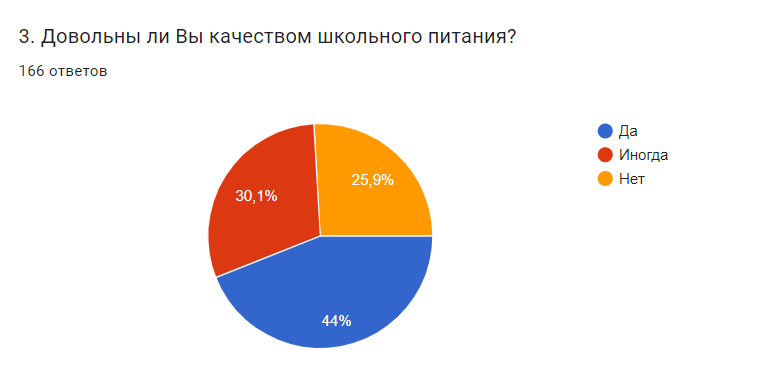 3. Довольны ли Вы качеством школьного питания?
166 ответов
Да
Иногда
Нет
25,9%
30,1%
44%